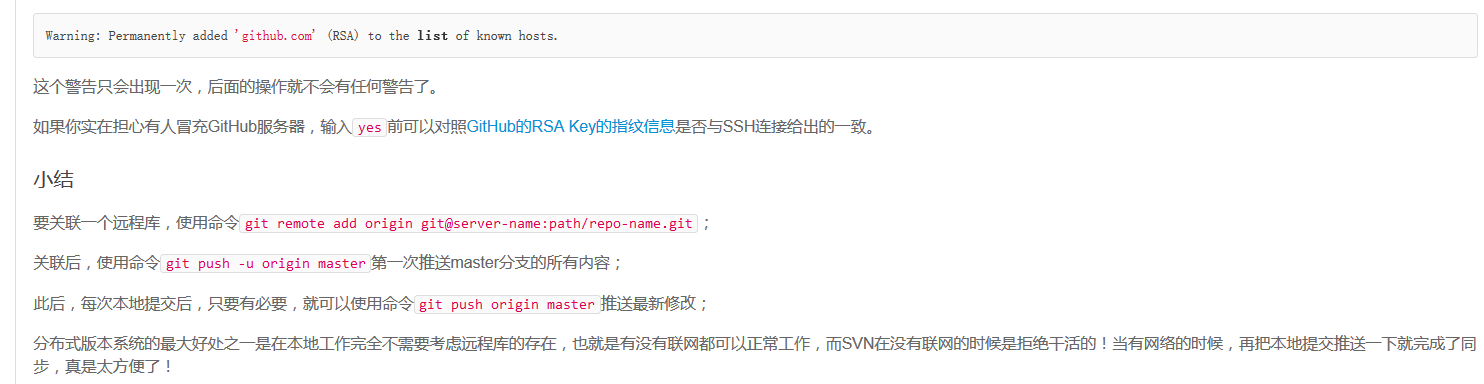 Warning: Permanently added 'github.com' (RSA) to the list of known hosts.
这个警告只会出现一次，后面的操作就不会有任何警告了。
如果你实在担心有人冒充GitHub服务器，输入yes前可以对照GitHub的RSA Key的指纹信息是否与SSH连接给出的一致。
小结
要关联一个远程库，使用命令git remote add origin git@server-name:path/repo-name.git；
关联后，使用命令git push -u origin master第一次推送master分支的所有内容；
此后，每次本地提交后，只要有必要，就可以使用命令git push origin master推送最新修改；
分布式版本系统的最大好处之一是在本地工作完全不需要考虑远程库的存在，也就是有没有联网都可以正常工作，而SVN在没有联网的时候是拒绝干活的！当有网络的时候，再把本地提交推送一下就完成了同
步，真是太方便了！